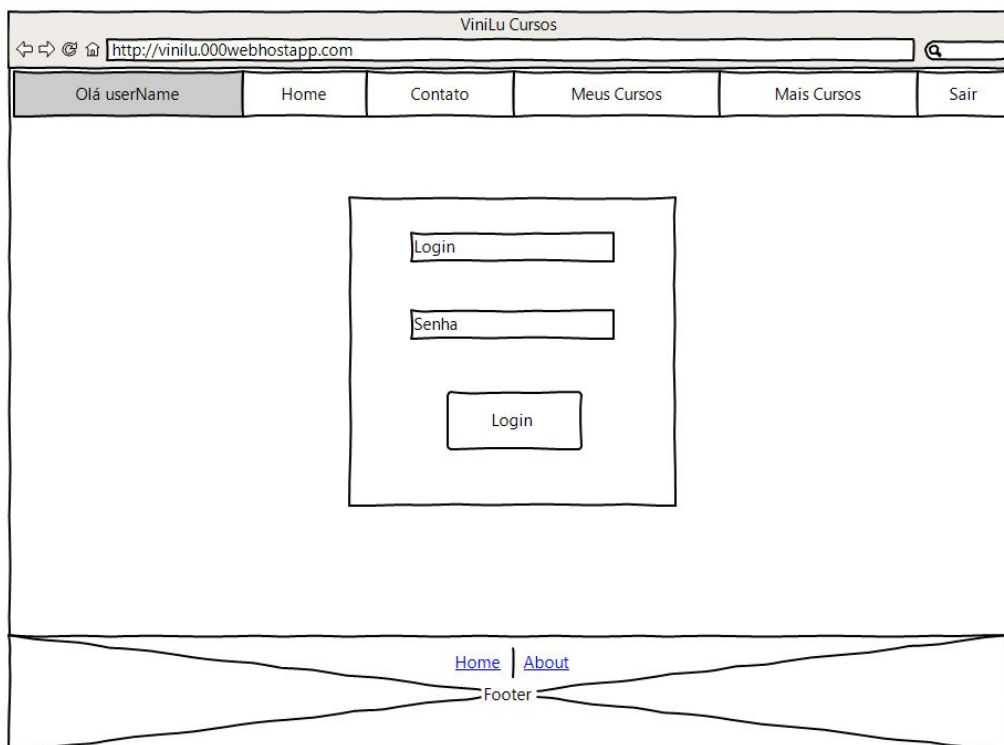 ViniLu Cursos
http://vinilu.000webhostapp.com
Olá userName Home Contato Meus Cursos Mais Cursos Sair
Login
Senha
Login
Home About
Footer